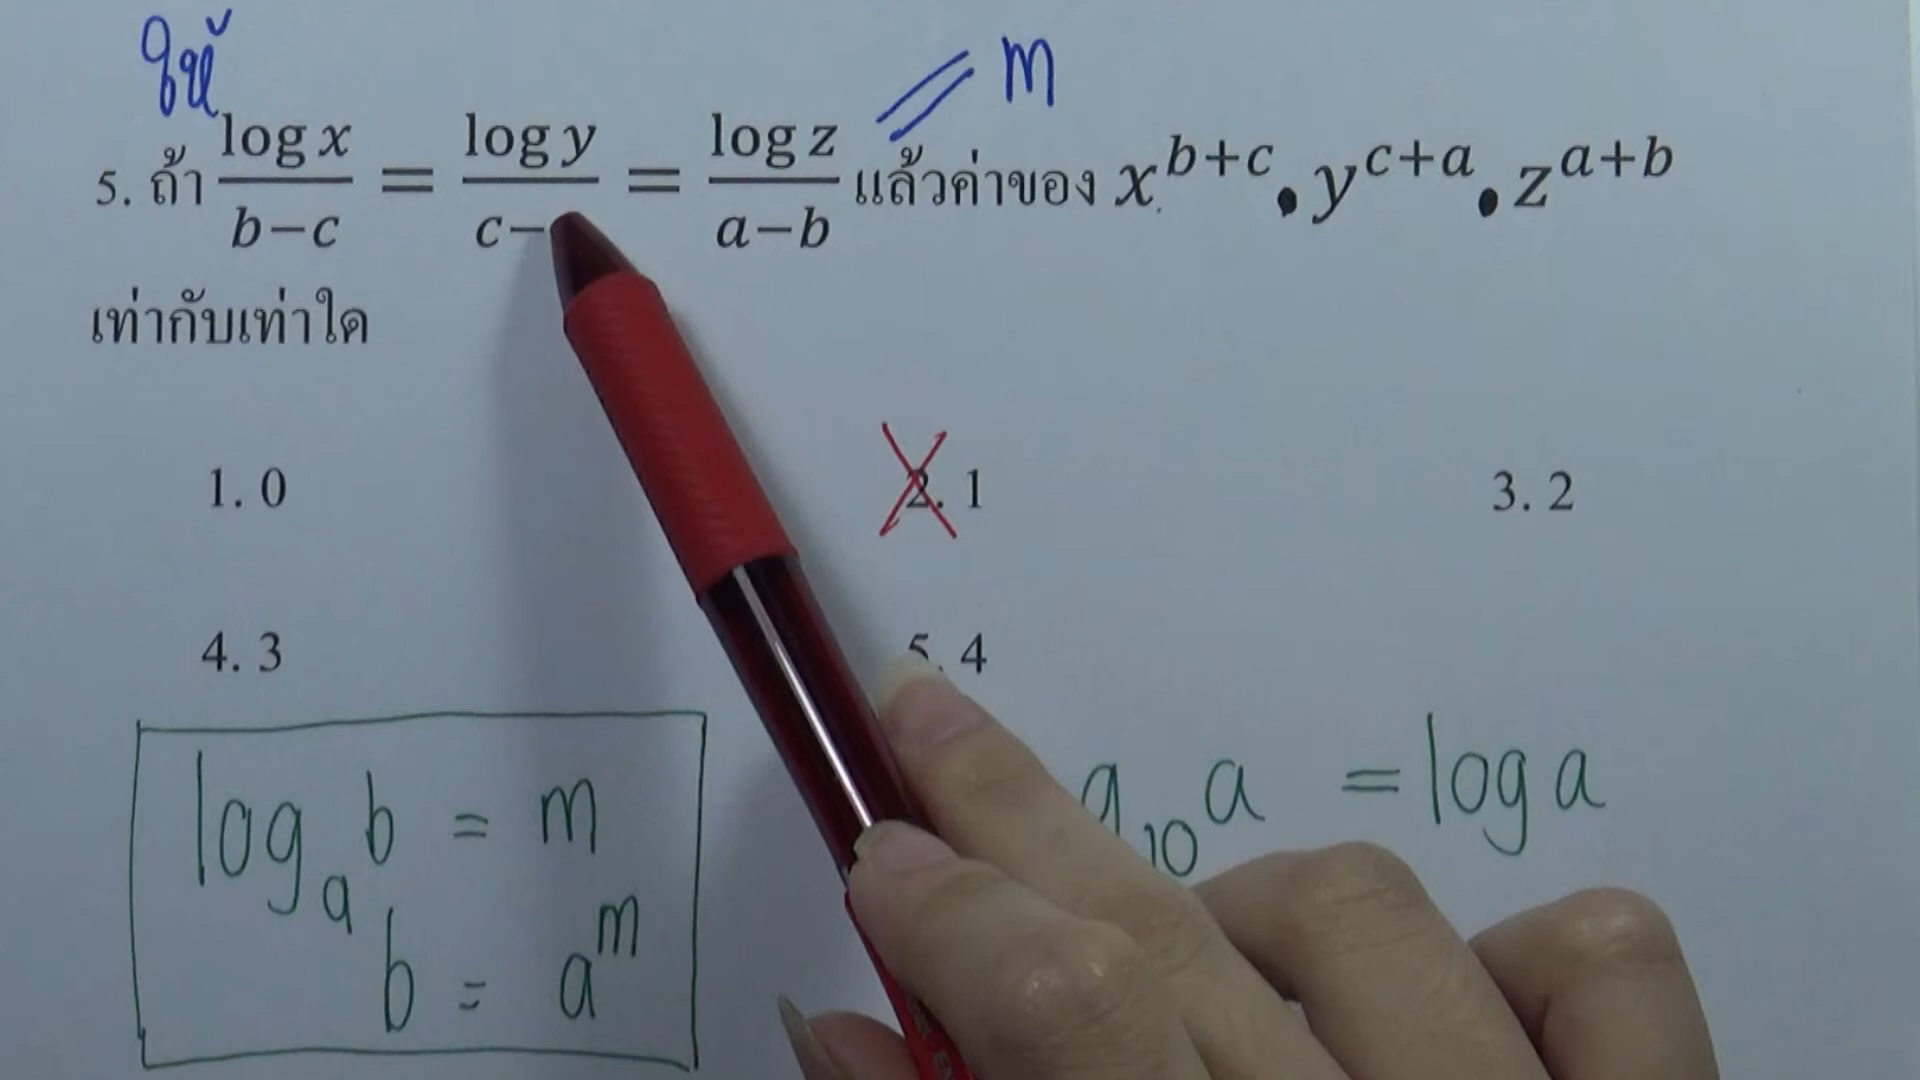 ให้ = m
5. ถ้า log x / b−c = log y / c− = log z / a−b แล้วค่าของ x^{b+c} • y^{c+a} • z^{a+b}
เท่ากับเท่าใด
1. 0 2. 1 3. 2
4. 3 5. 4
log_a b = m
b = a^m
g_{10} a = log a